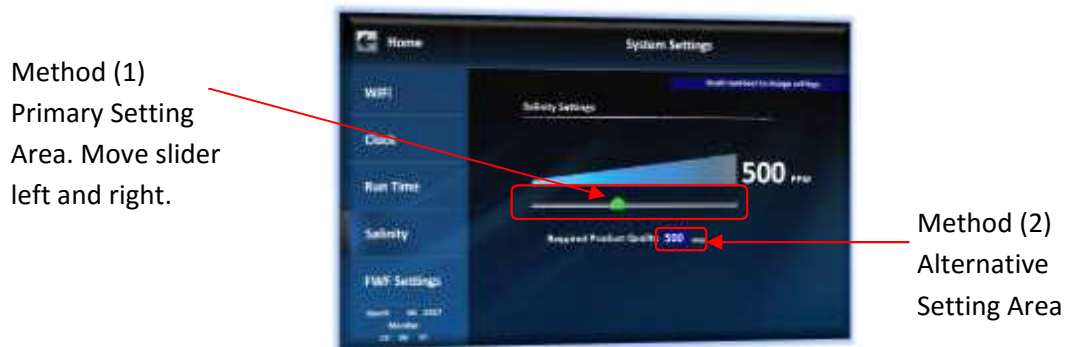 Method (1)
Primary Setting
Area. Move slider
left and right.
Home
System Settings
WIFI
Clock
Run Time
Salinity
FWF Settings
Monday
Salinity Settings
500 PPM
Required Product Quality 500
Method (2)
Alternative
Setting Area